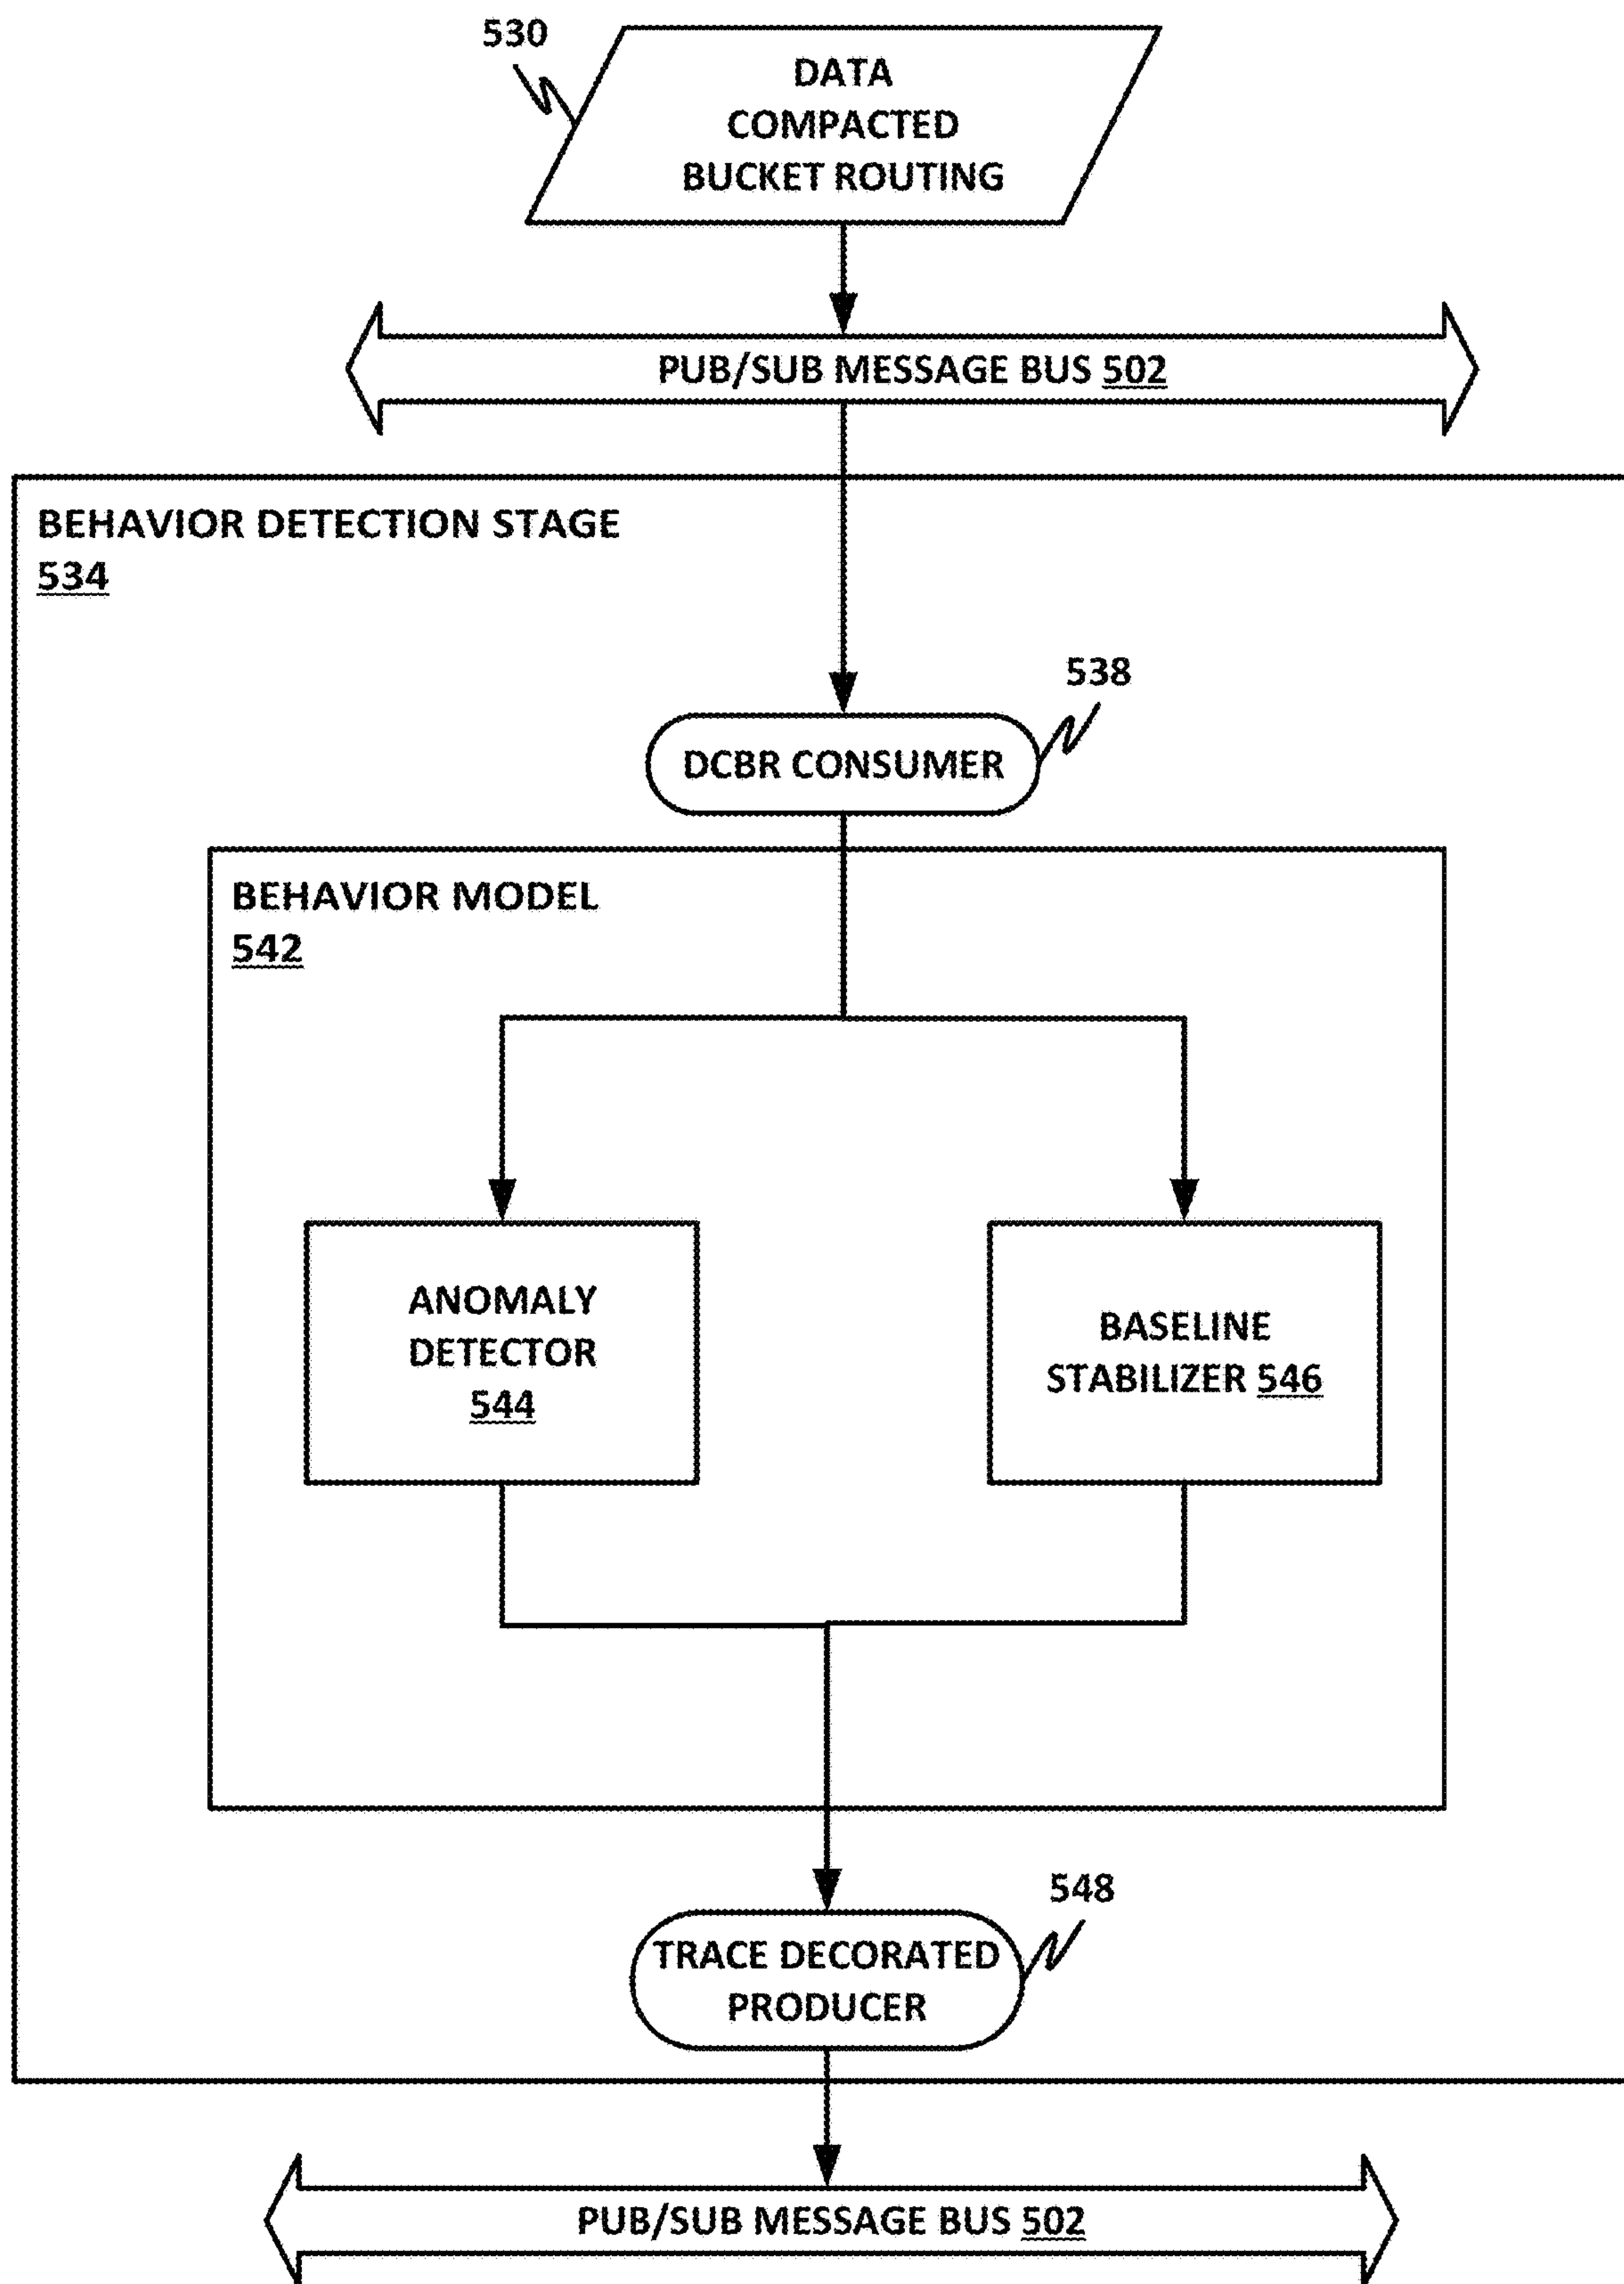 530
DATA
COMPACTED
BUCKET ROUTING
PUB/SUB MESSAGE BUS 502
BEHAVIOR DETECTION STAGE
534
538
DCBR CONSUMER
BEHAVIOR MODEL
542
ANOMALY
DETECTOR
544
BASELINE
STABILIZER 546
548
TRACE DECORATED
PRODUCER
PUB/SUB MESSAGE BUS 502